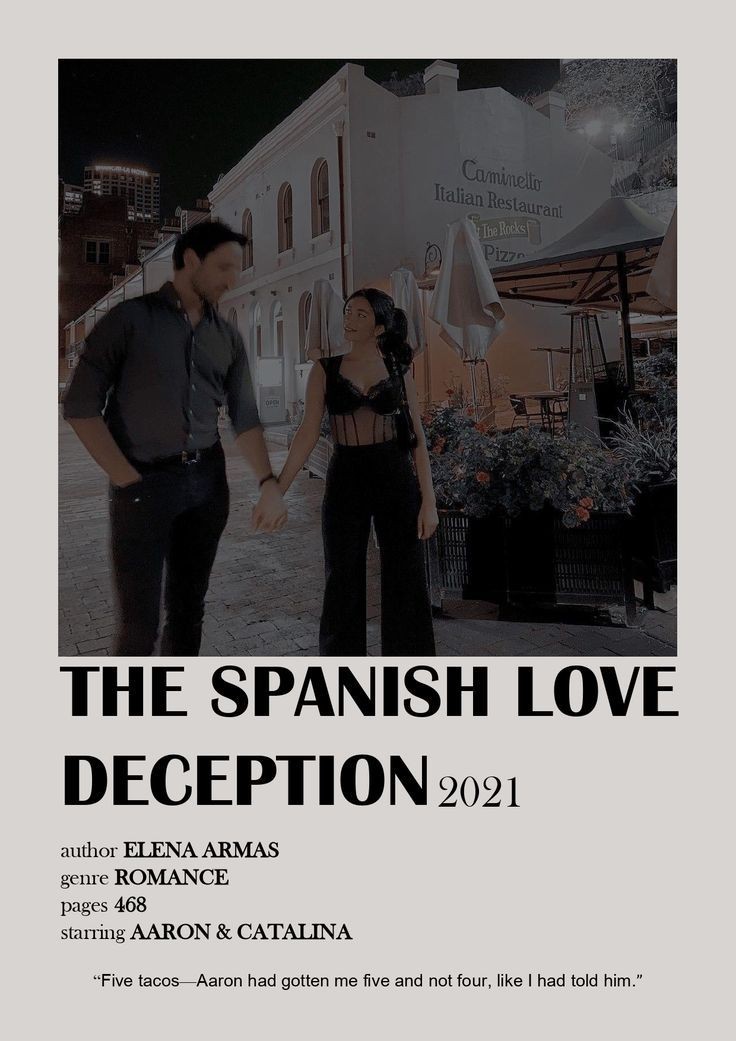 Caminetto
Italian Restaurant
The Rocks
Pizza
OPEN
THE SPANISH LOVE
DECEPTION 2021
author ELENA ARMAS
genre ROMANCE
pages 468
starring AARON & CATALINA
“Five tacos—Aaron had gotten me five and not four, like I had told him.”